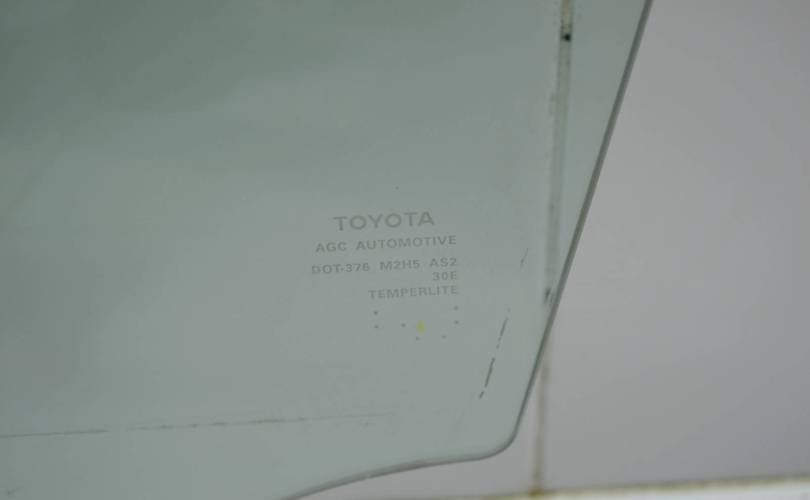 TOYOTA
AGC AUTOMOTIVE
DOT-376 M2H5 AS2
30E
TEMPERLITE